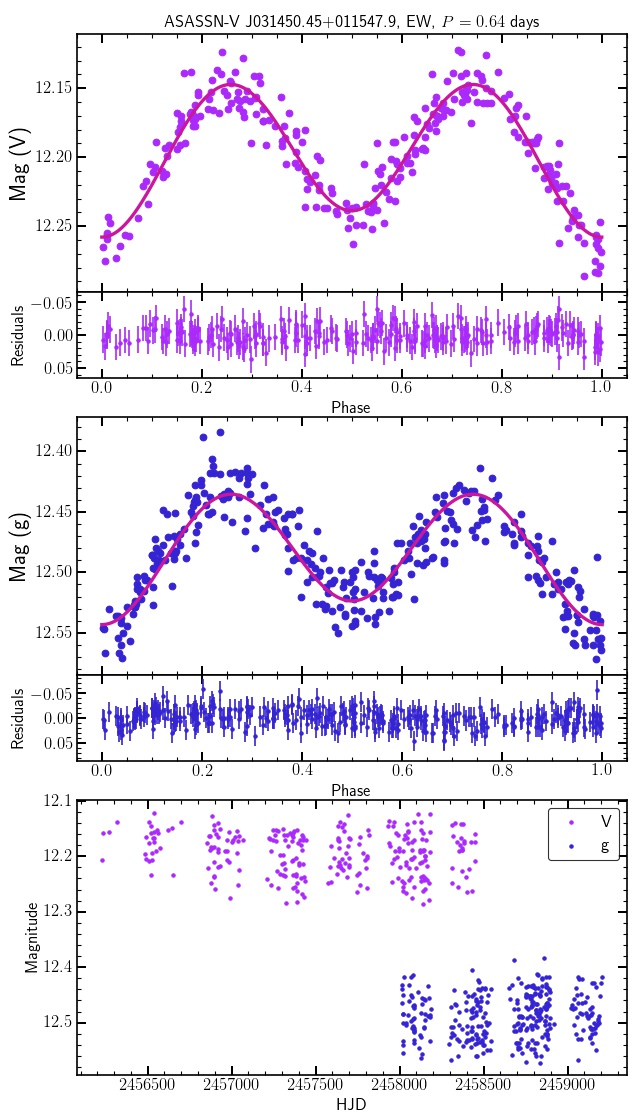 ASASSN-V J031450.45+011547.9, EW, P = 0.64 days
Mag (V)
12.15
12.20
12.25
Residuals
−0.05
0.00
0.05
0.0 0.2 0.4 0.6 0.8 1.0
Phase
Mag (g)
12.40
12.45
12.50
12.55
Residuals
−0.05
0.00
0.05
0.0 0.2 0.4 0.6 0.8 1.0
Phase
Magnitude
12.1
12.2
12.3
12.4
12.5
V
g
2456500 2457000 2457500 2458000 2458500 2459000
HJD